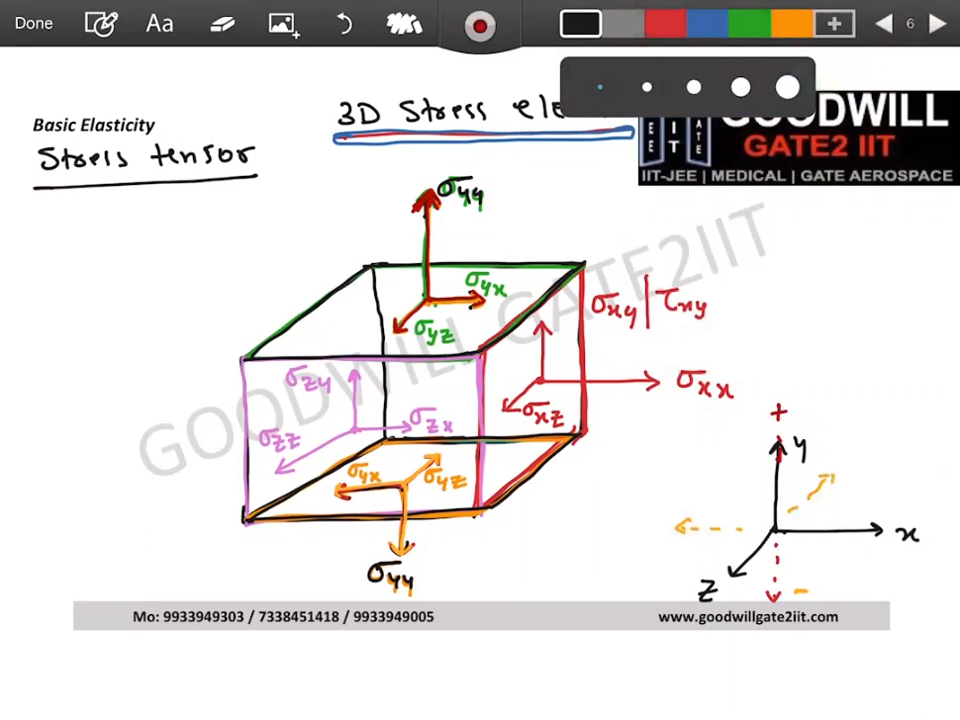 Done
Aa
6
3D Stress ele
GOODWILL
GATE2 IIT
IIT-JEE | MEDICAL | GATE AEROSPACE
Basic Elasticity
Stress tensor
σyy
σyx
σyz
σxy | τxy
σxx
σxz
σzy
σzx
σzz
σyx
σyz
σyy
+
y
x
z
-
GOODWILL GATE2IIT
Mo: 9933949303 / 7338451418 / 9933949005
www.goodwillgate2iit.com